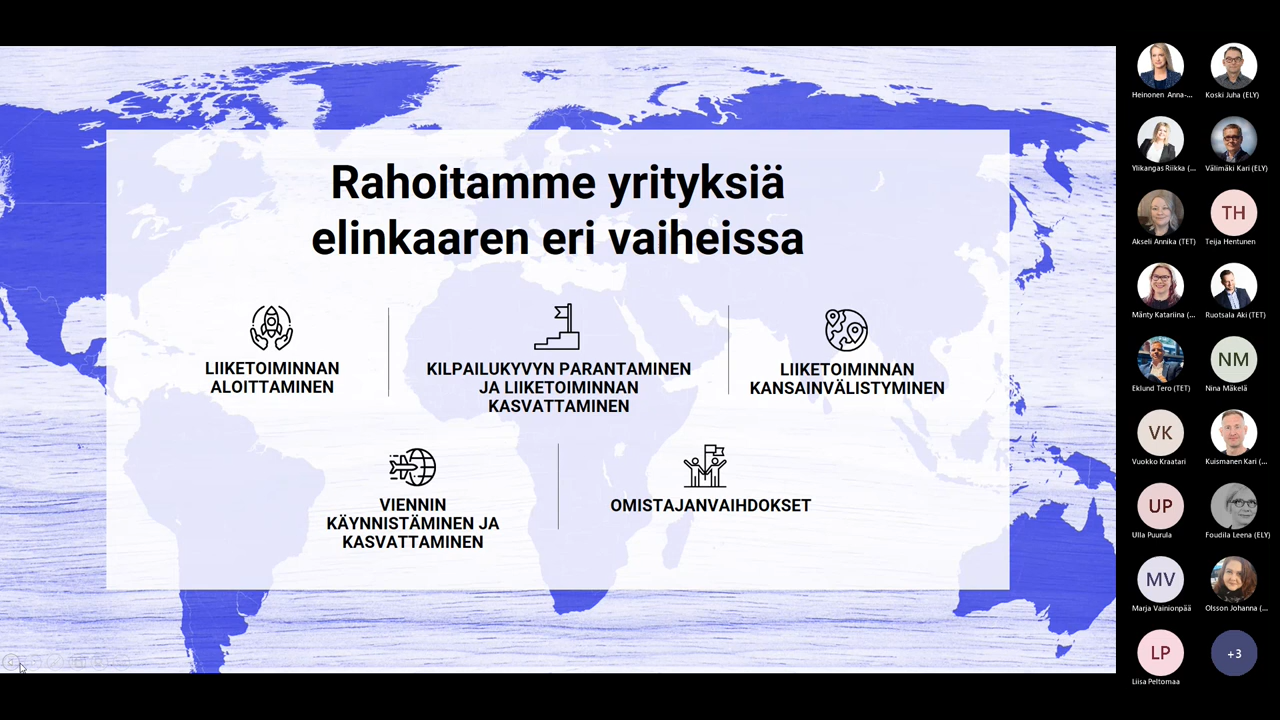 Rahoitamme yrityksiä
elinkaaren eri vaiheissa
LIIKETOIMINNAN
ALOITTAMINEN
KILPAILUKYVYN PARANTAMINEN
JA LIIKETOIMINNAN
KASVATTAMINEN
LIIKETOIMINNAN
KANSAINVÄLISTYMINEN
VIENNIN
KÄYNNISTÄMINEN JA
KASVATTAMINEN
OMISTAJANVAIHDOKSET
Heinonen Anna-...
Koski Juha (ELY)
Ylikangas Riikka (...
Välimäki Kari (ELY)
Akseli Annika (TET)
TH
Teija Hentunen
Mänty Katariina (...
Ruotsala Aki (TET)
Eklund Tero (TET)
NM
Nina Mäkelä
VK
Vuokko Kraatari
Kuismanen Kari (...
UP
Ulla Puurula
Foudila Leena (ELY)
MV
Marja Vainionpää
Olsson Johanna (...
LP
Liisa Peltomaa
+3